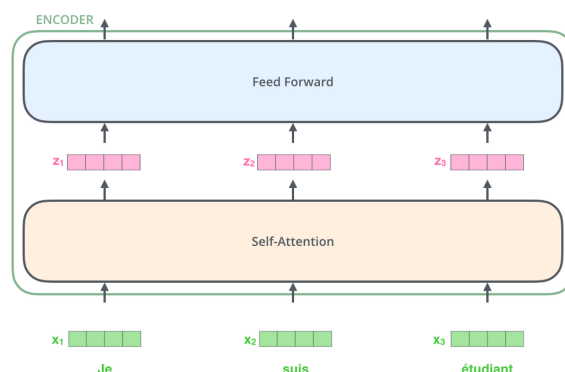 ENCODER
Feed Forward
z₁ z₂ z₃
Self-Attention
x₁ x₂ x₃
Je suis étudiant